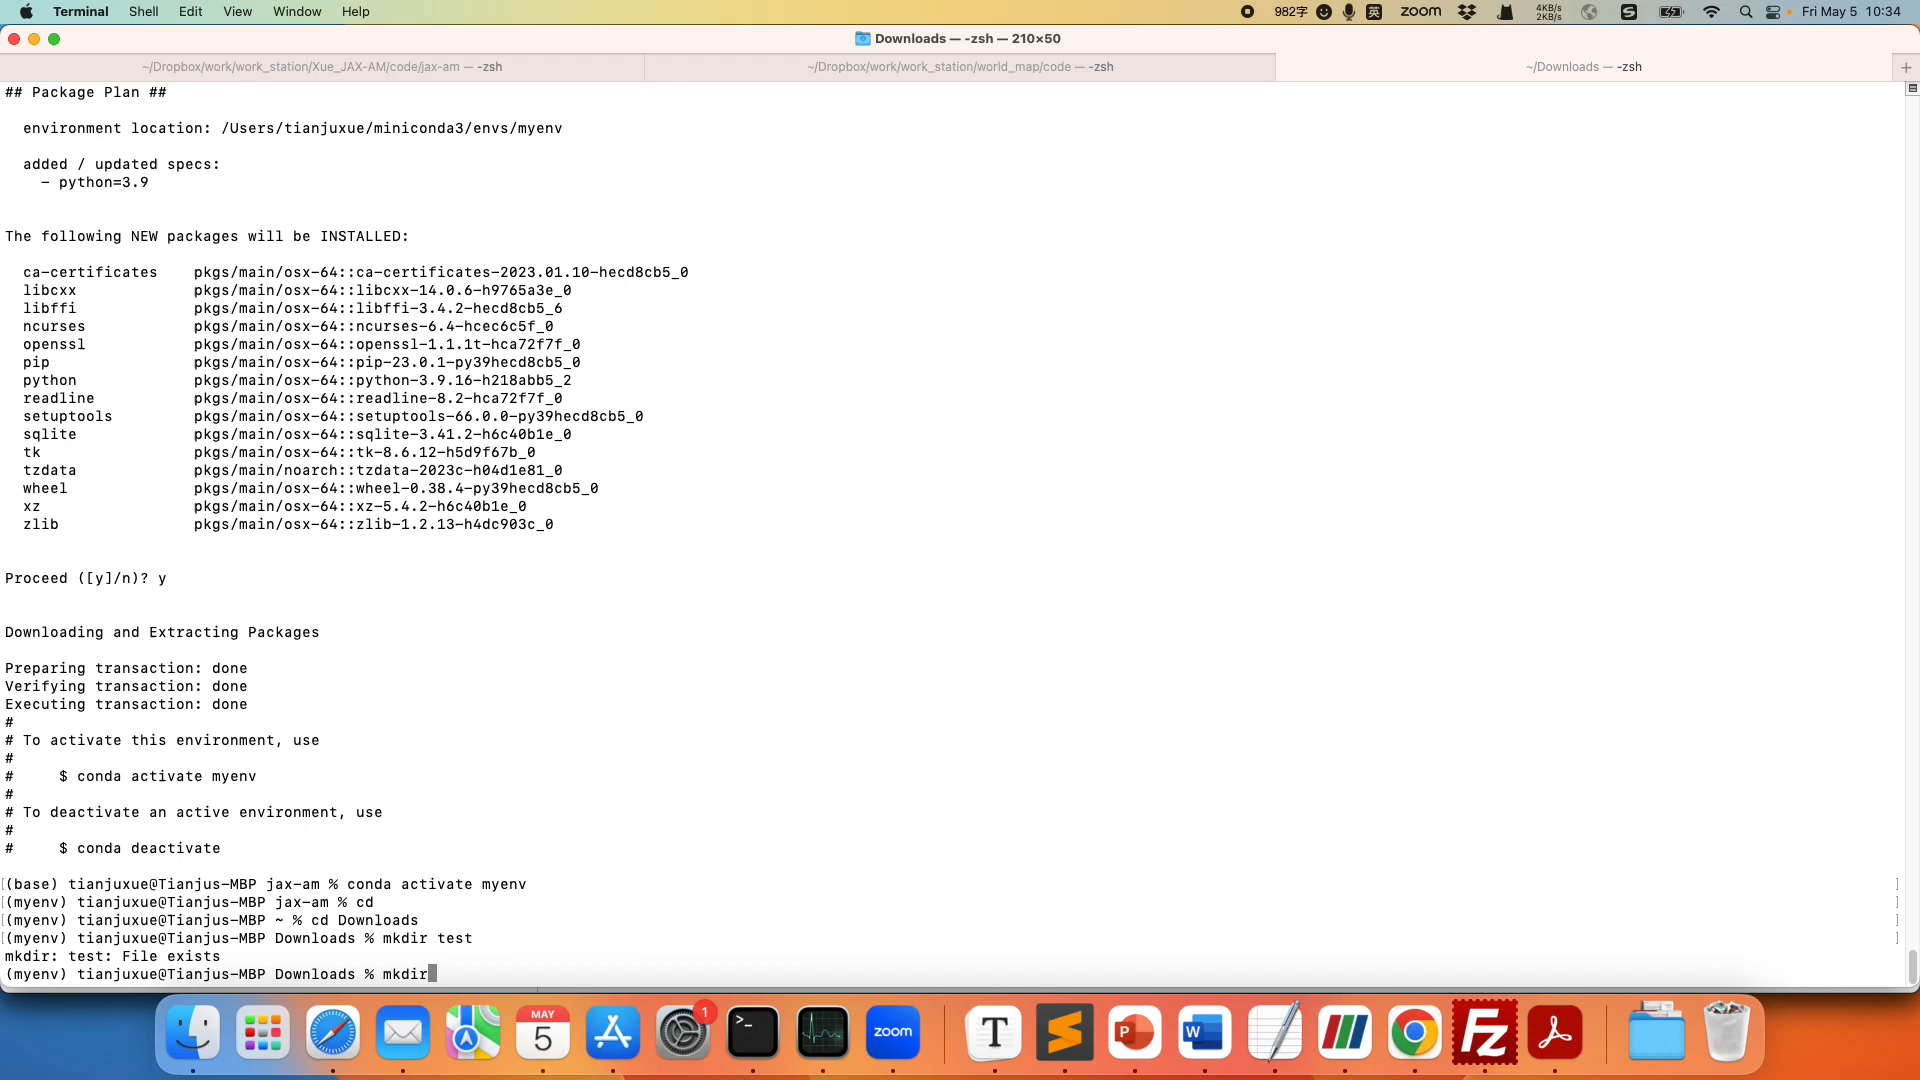 Terminal Shell Edit View Window Help 982字 英 zoom 4KB/s 2KB/s Fri May 5 10:34
Downloads — -zsh — 210×50
~/Dropbox/work/work_station/Xue_JAX-AM/code/jax-am — -zsh ~/Dropbox/work/work_station/world_map/code — -zsh ~/Downloads — -zsh
## Package Plan ##
environment location: /Users/tianjuxue/miniconda3/envs/myenv
added / updated specs:
- python=3.9
The following NEW packages will be INSTALLED:
ca-certificates pkgs/main/osx-64::ca-certificates-2023.01.10-hecd8cb5_0
libcxx pkgs/main/osx-64::libcxx-14.0.6-h9765a3e_0
libffi pkgs/main/osx-64::libffi-3.4.2-hecd8cb5_6
ncurses pkgs/main/osx-64::ncurses-6.4-hcec6c5f_0
openssl pkgs/main/osx-64::openssl-1.1.1t-hca72f7f_0
pip pkgs/main/osx-64::pip-23.0.1-py39hecd8cb5_0
python pkgs/main/osx-64::python-3.9.16-h218abb5_2
readline pkgs/main/osx-64::readline-8.2-hca72f7f_0
setuptools pkgs/main/osx-64::setuptools-66.0.0-py39hecd8cb5_0
sqlite pkgs/main/osx-64::sqlite-3.41.2-h6c40b1e_0
tk pkgs/main/osx-64::tk-8.6.12-h5d9f67b_0
tzdata pkgs/main/noarch::tzdata-2023c-h04d1e81_0
wheel pkgs/main/osx-64::wheel-0.38.4-py39hecd8cb5_0
xz pkgs/main/osx-64::xz-5.4.2-h6c40b1e_0
zlib pkgs/main/osx-64::zlib-1.2.13-h4dc903c_0
Proceed ([y]/n)? y
Downloading and Extracting Packages
Preparing transaction: done
Verifying transaction: done
Executing transaction: done
#
# To activate this environment, use
#
# $ conda activate myenv
#
# To deactivate an active environment, use
#
# $ conda deactivate
[(base) tianjuxue@Tianjus-MBP jax-am % conda activate myenv ]
[(myenv) tianjuxue@Tianjus-MBP jax-am % cd ]
[(myenv) tianjuxue@Tianjus-MBP ~ % cd Downloads ]
[(myenv) tianjuxue@Tianjus-MBP Downloads % mkdir test ]
mkdir: test: File exists
(myenv) tianjuxue@Tianjus-MBP Downloads % mkdir
MAY
5
1
>_
zoom
T
P
W
Fz